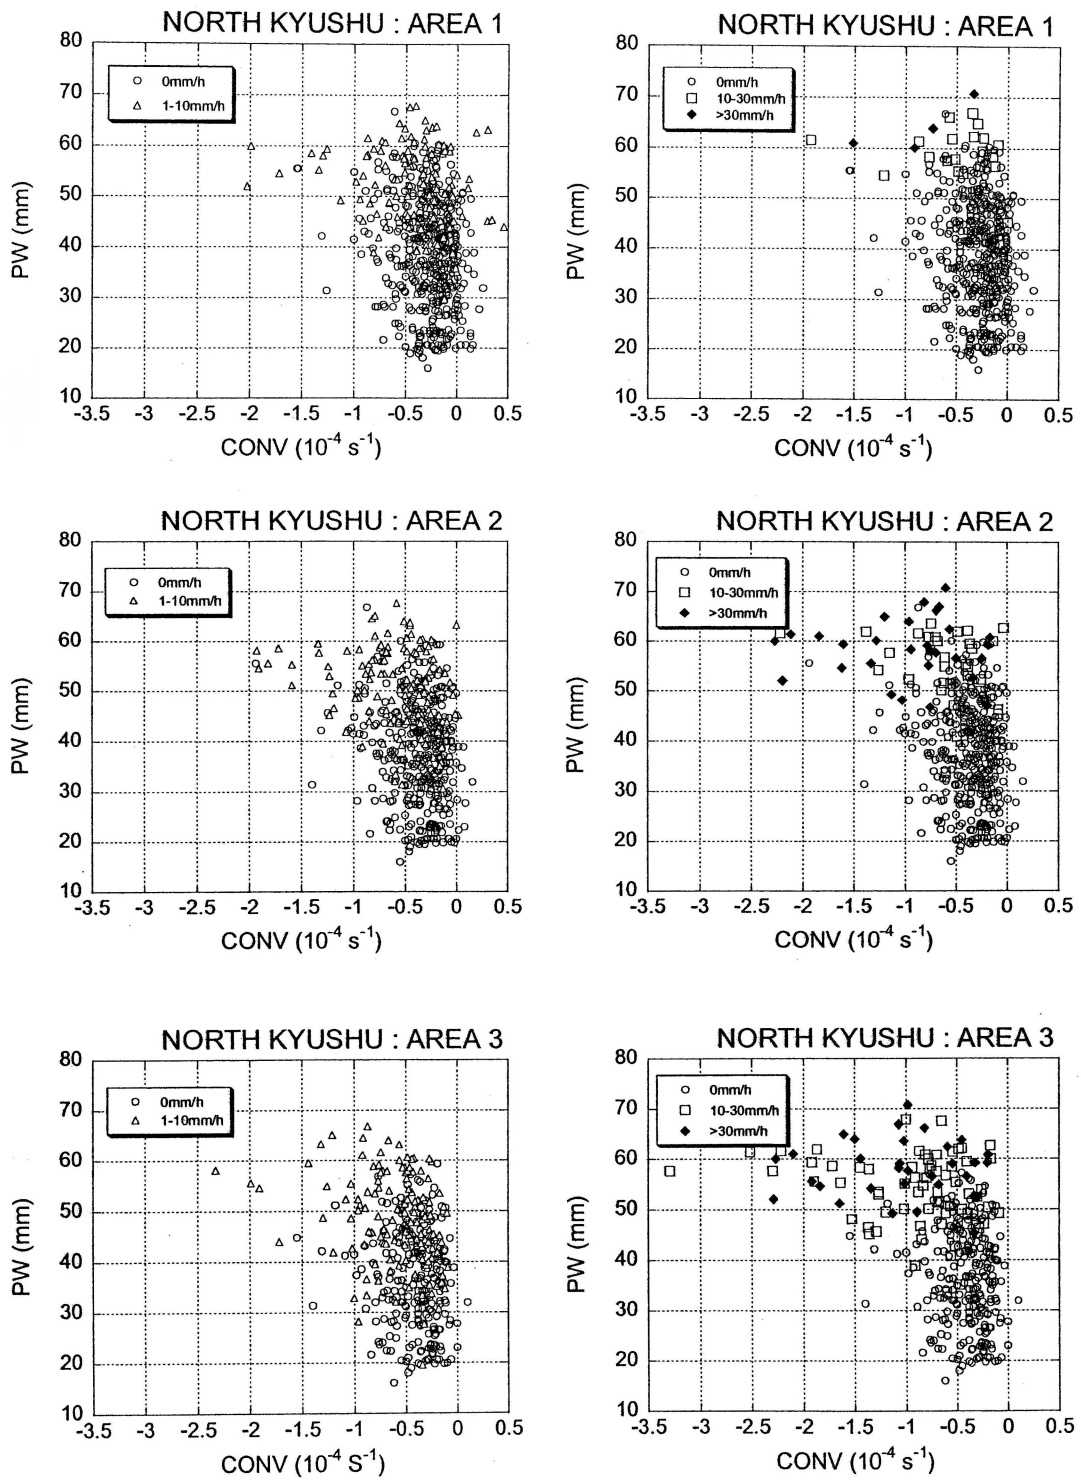 NORTH KYUSHU : AREA 1
80
70
60
50
40
30
20
10
PW (mm)
0mm/h
1-10mm/h
-3.5 -3 -2.5 -2 -1.5 -1 -0.5 0 0.5
CONV (10⁻⁴ s⁻¹)
NORTH KYUSHU : AREA 1
80
70
60
50
40
30
20
10
PW (mm)
0mm/h
10-30mm/h
>30mm/h
-3.5 -3 -2.5 -2 -1.5 -1 -0.5 0 0.5
CONV (10⁻⁴ s⁻¹)
NORTH KYUSHU : AREA 2
80
70
60
50
40
30
20
10
PW (mm)
0mm/h
1-10mm/h
-3.5 -3 -2.5 -2 -1.5 -1 -0.5 0 0.5
CONV (10⁻⁴ s⁻¹)
NORTH KYUSHU : AREA 2
80
70
60
50
40
30
20
10
PW (mm)
0mm/h
10-30mm/h
>30mm/h
-3.5 -3 -2.5 -2 -1.5 -1 -0.5 0 0.5
CONV (10⁻⁴ s⁻¹)
NORTH KYUSHU : AREA 3
80
70
60
50
40
30
20
10
PW (mm)
0mm/h
1-10mm/h
-3.5 -3 -2.5 -2 -1.5 -1 -0.5 0 0.5
CONV (10⁻⁴ S⁻¹)
NORTH KYUSHU : AREA 3
80
70
60
50
40
30
20
10
PW (mm)
0mm/h
10-30mm/h
>30mm/h
-3.5 -3 -2.5 -2 -1.5 -1 -0.5 0 0.5
CONV (10⁻⁴ s⁻¹)